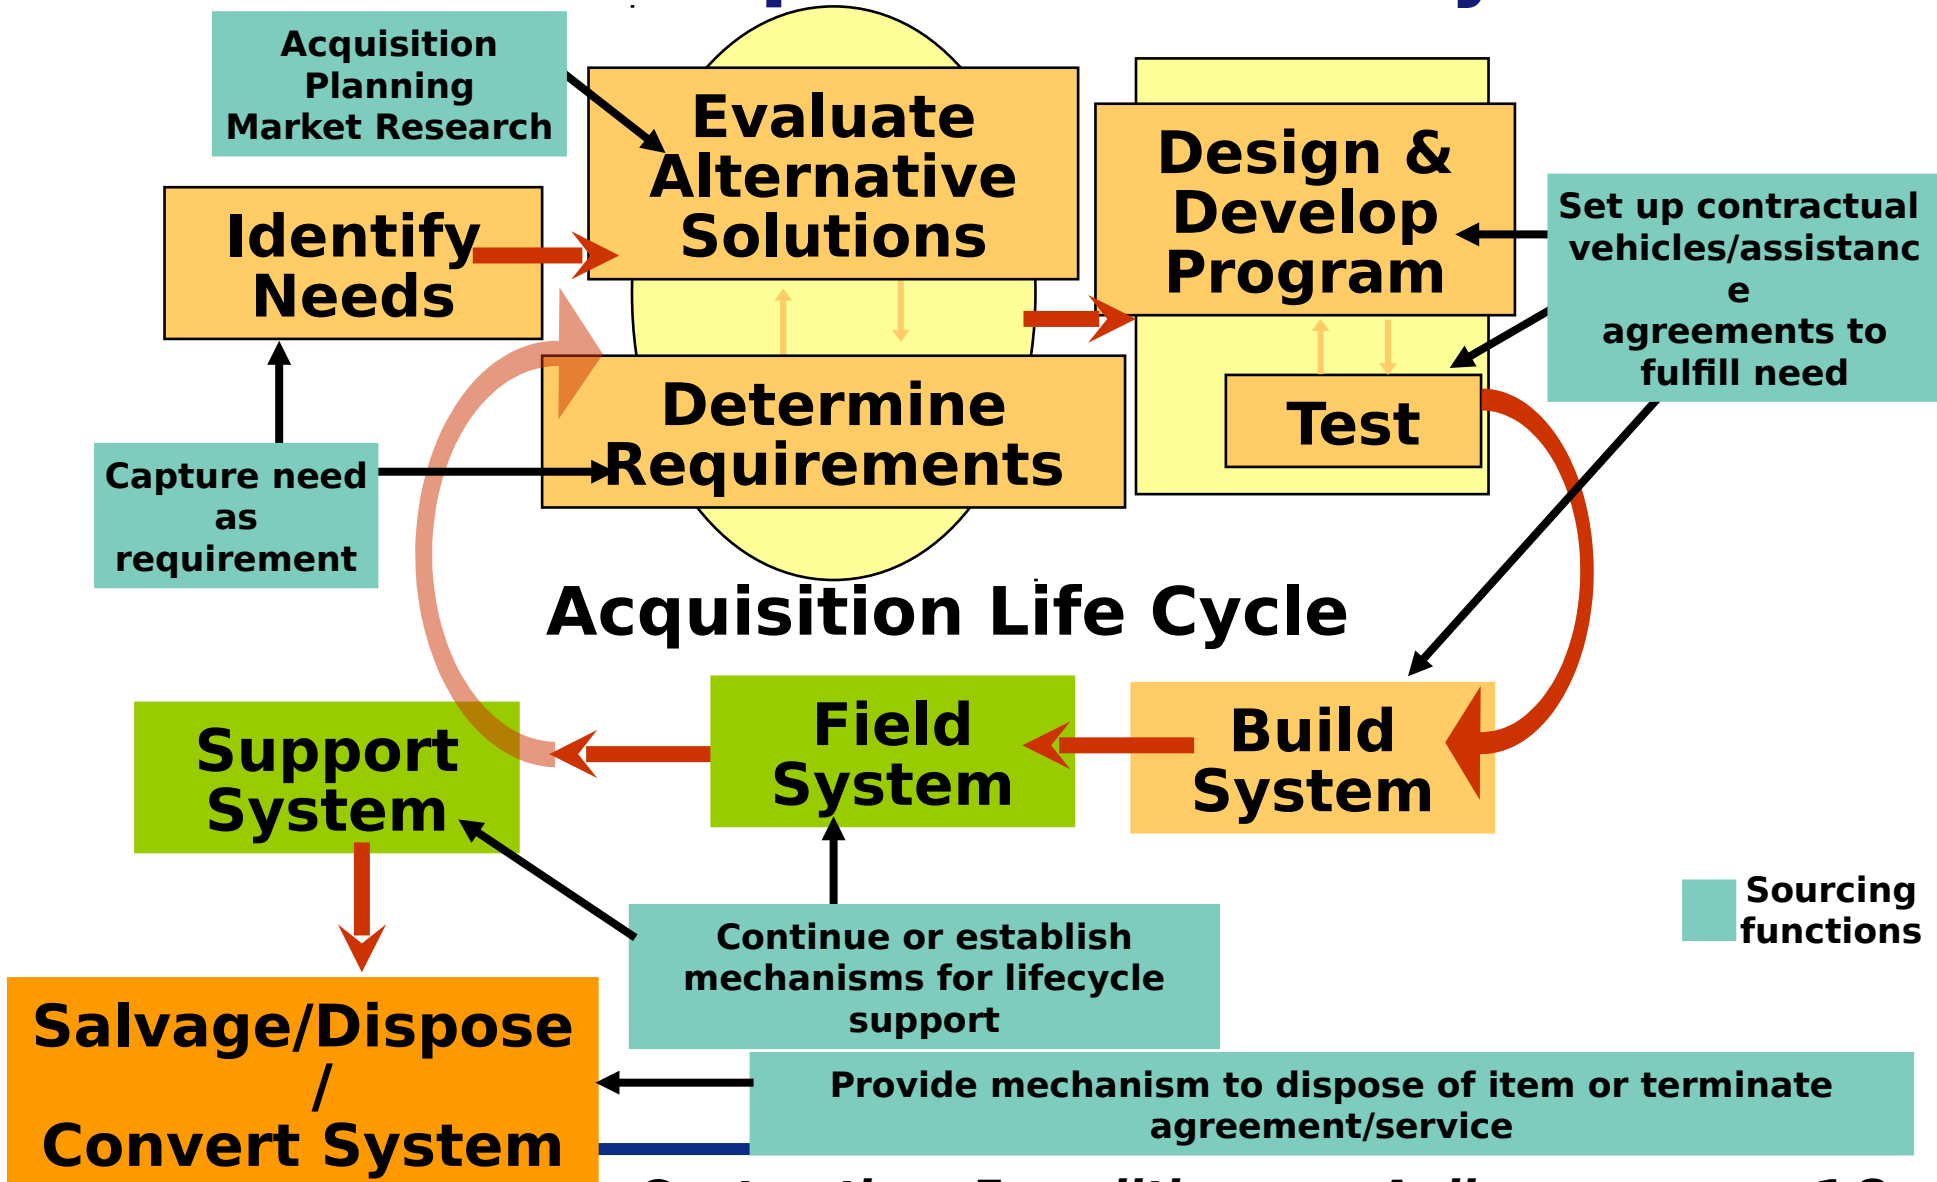 Acquisition
Planning
Market Research
Evaluate
Alternative
Solutions
Design &
Develop
Program
Set up contractual
vehicles/assistanc
e
agreements to
fulfill need
Identify
Needs
Determine
Requirements
Test
Capture need
as
requirement
Acquisition Life Cycle
Support
System
Field
System
Build
System
Sourcing
functions
Continue or establish
mechanisms for lifecycle
support
Salvage/Dispose
/
Convert System
Provide mechanism to dispose of item or terminate
agreement/service